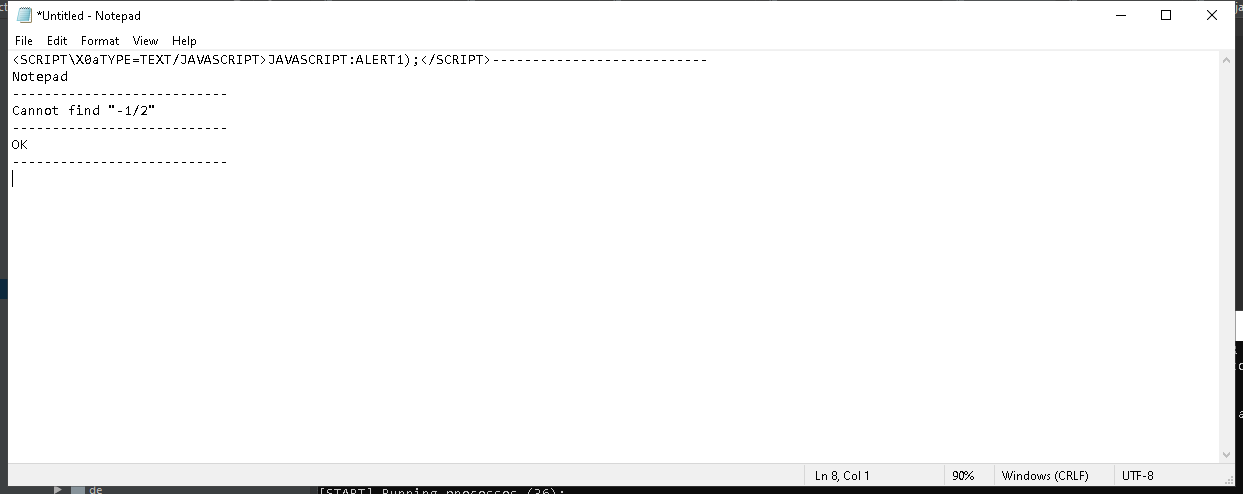 *Untitled - Notepad
File Edit Format View Help
<SCRIPT\X0aTYPE=TEXT/JAVASCRIPT>JAVASCRIPT:ALERT1);</SCRIPT>---------------------------
Notepad
---------------------------
Cannot find "-1/2"
---------------------------
OK
---------------------------
Ln 8, Col 1 90% Windows (CRLF) UTF-8
de
[START] Running processes (36):